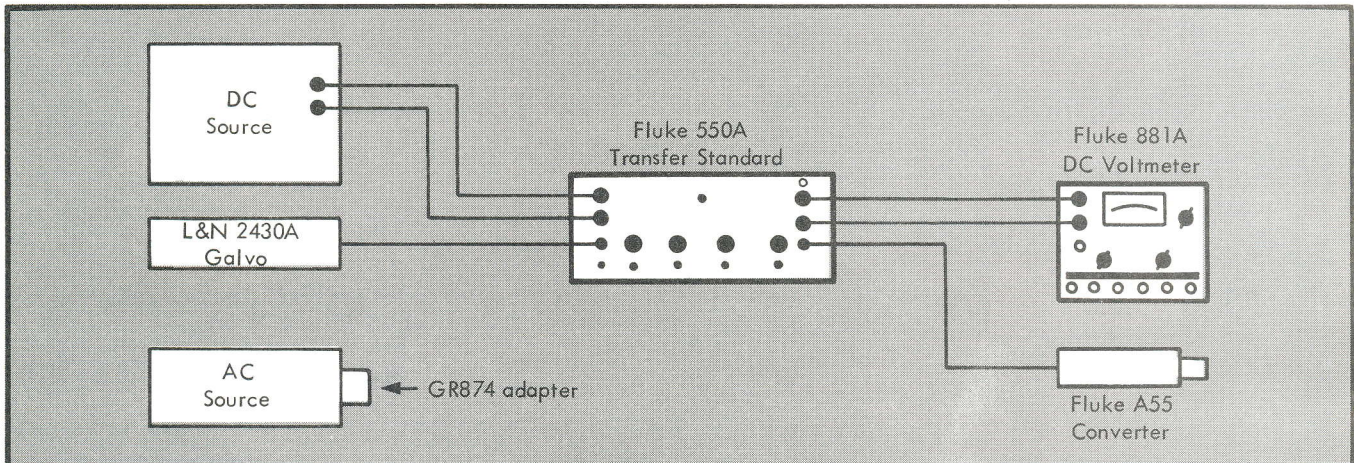 DC
Source
Fluke 550A
Transfer Standard
Fluke 881A
DC Voltmeter
L&N 2430A
Galvo
AC
Source
GR874 adapter
Fluke A55
Converter